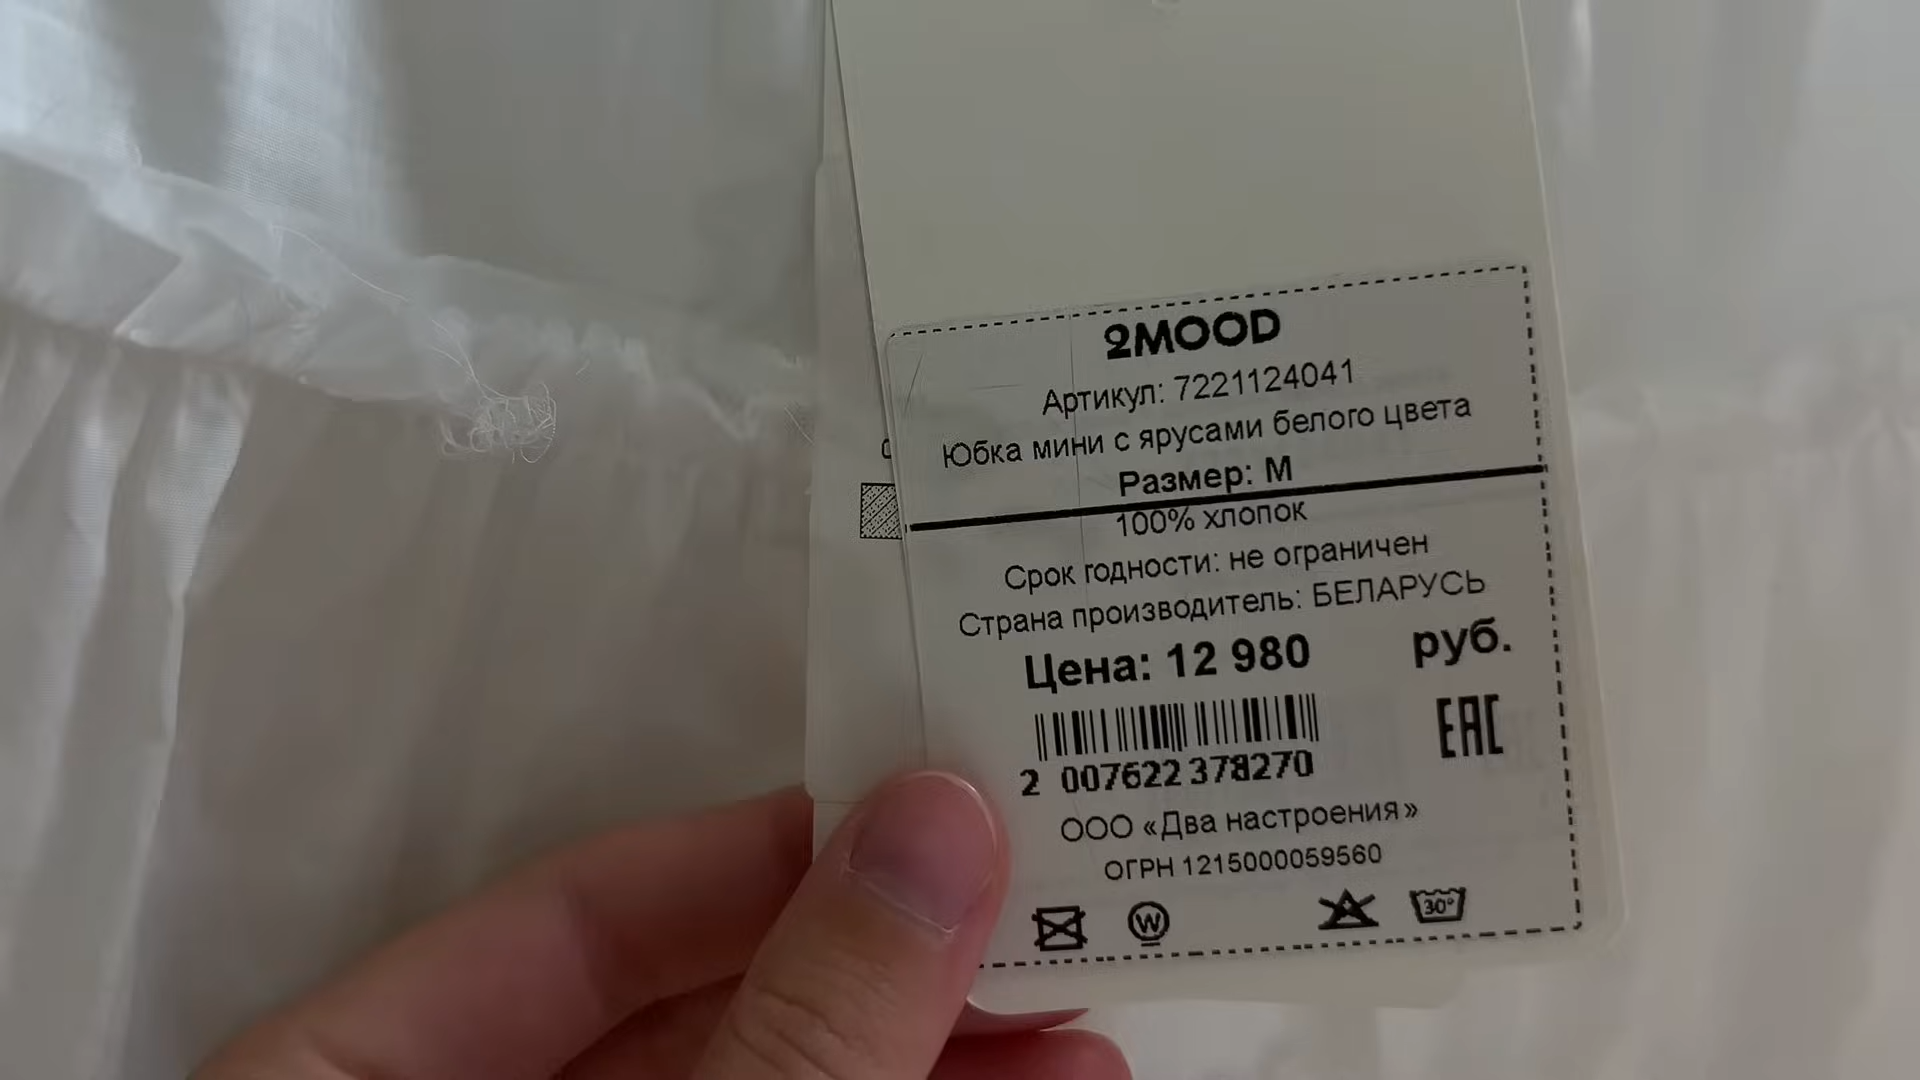 2MOOD
Артикул: 7221124041
Юбка мини с ярусами белого цвета
Размер: M
100% хлопок
Срок годности: не ограничен
Страна производитель: БЕЛАРУСЬ
Цена: 12 980 руб.
EAC
2 007622 378270
ООО «Два настроения»
ОГРН 1215000059560
W
30°